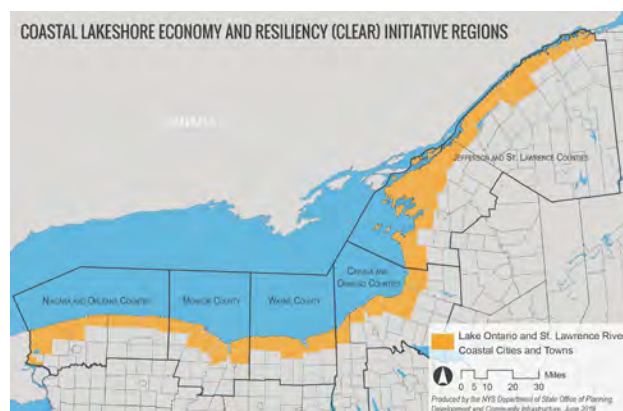 COASTAL LAKESHORE ECONOMY AND RESILIENCY (CLEAR) INITIATIVE REGIONS
CANADA
JEFFERSON AND ST. LAWRENCE COUNTIES
CAYUGA AND
OSWEGO COUNTIES
NIAGARA AND ORLEANS COUNTIES
MONROE COUNTY
WAYNE COUNTY
Lake Ontario and St. Lawrence River
Coastal Cities and Towns
0 5 10 20 30 Miles
Produced by the NYS Department of State Office of Planning,
Development and Community Infrastructure, June 2019